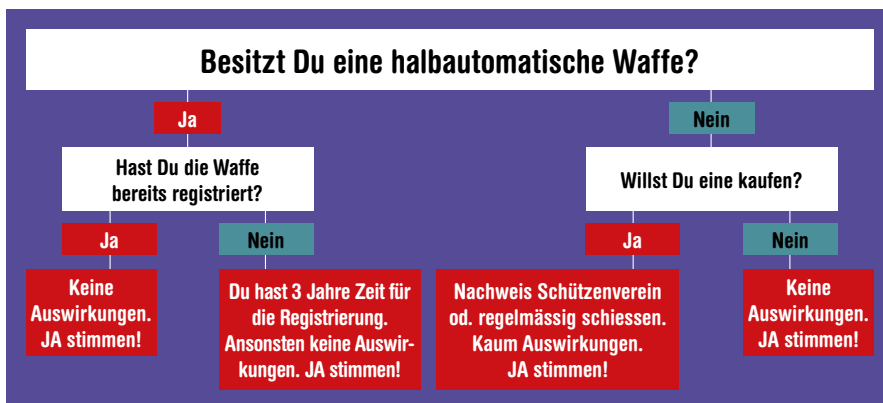 Besitzt Du eine halbautomatische Waffe?
Ja
Nein
Hast Du die Waffe
bereits registriert?
Willst Du eine kaufen?
Ja
Nein
Ja
Nein
Keine
Auswirkungen.
JA stimmen!
Du hast 3 Jahre Zeit für
die Registrierung.
Ansonsten keine Auswir-
kungen. JA stimmen!
Nachweis Schützenverein
od. regelmässig schiessen.
Kaum Auswirkungen.
JA stimmen!
Keine
Auswirkungen.
JA stimmen!